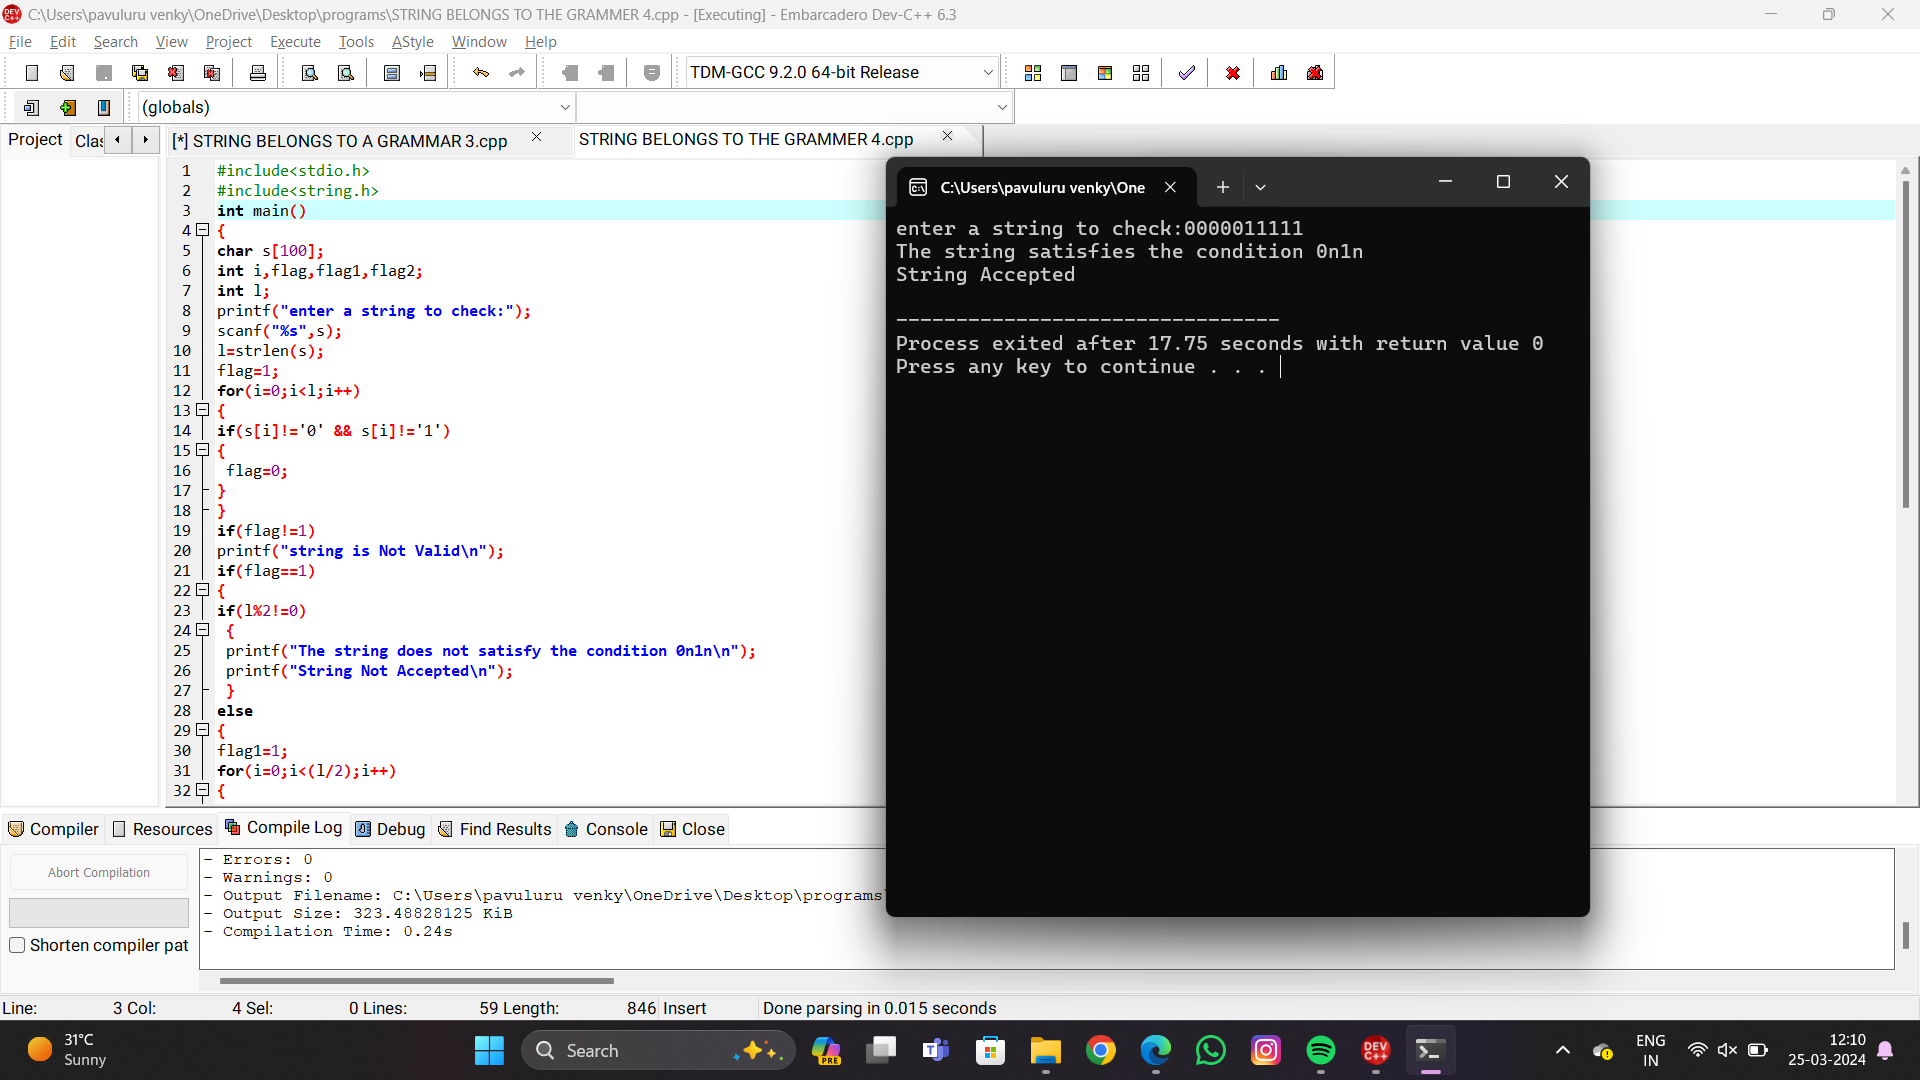 C:\Users\pavuluru venky\OneDrive\Desktop\programs\STRING BELONGS TO THE GRAMMER 4.cpp - [Executing] - Embarcadero Dev-C++ 6.3
File Edit Search View Project Execute Tools AStyle Window Help
TDM-GCC 9.2.0 64-bit Release
(globals)
Project Clas [*] STRING BELONGS TO A GRAMMAR 3.cpp STRING BELONGS TO THE GRAMMER 4.cpp
1 #include<stdio.h>
2 #include<string.h>
3 int main()
4 {
5 char s[100];
6 int i,flag,flag1,flag2;
7 int l;
8 printf("enter a string to check:");
9 scanf("%s",s);
10 l=strlen(s);
11 flag=1;
12 for(i=0;i<l;i++)
13 {
14 if(s[i]!='0' && s[i]!='1')
15 {
16 flag=0;
17 }
18 }
19 if(flag!=1)
20 printf("string is Not Valid\n");
21 if(flag==1)
22 {
23 if(l%2!=0)
24 {
25 printf("The string does not satisfy the condition 0n1n\n");
26 printf("String Not Accepted\n");
27 }
28 else
29 {
30 flag1=1;
31 for(i=0;i<(l/2);i++)
32 {
C:\Users\pavuluru venky\One
enter a string to check:0000011111
The string satisfies the condition 0n1n
String Accepted
--------------------------------
Process exited after 17.75 seconds with return value 0
Press any key to continue . . .
Compiler Resources Compile Log Debug Find Results Console Close
Abort Compilation
Shorten compiler pat
- Errors: 0
- Warnings: 0
- Output Filename: C:\Users\pavuluru venky\OneDrive\Desktop\programs\
- Output Size: 323.48828125 KiB
- Compilation Time: 0.24s
Line: 3 Col: 4 Sel: 0 Lines: 59 Length: 846 Insert Done parsing in 0.015 seconds
31°C
Sunny
Search
PRE
DEV
C++
ENG
IN
12:10
25-03-2024